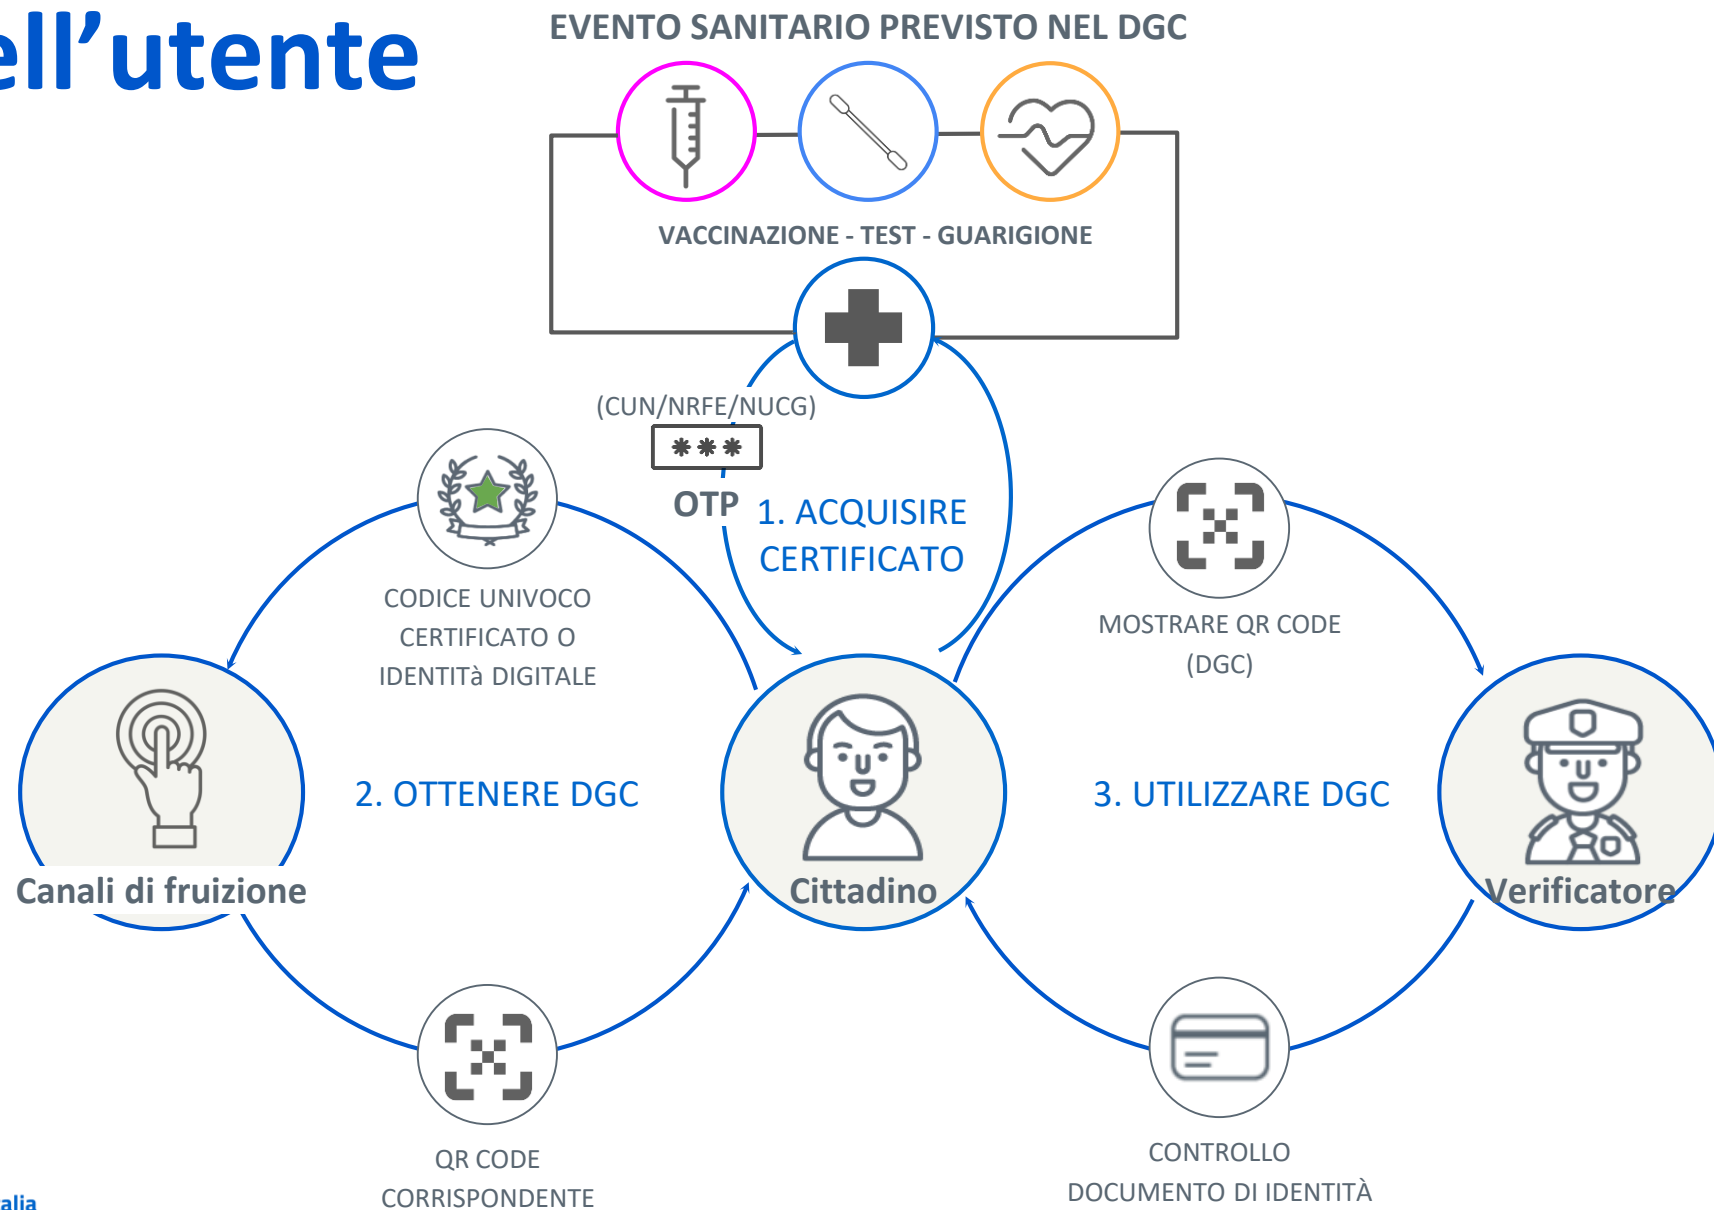 ell’utente
EVENTO SANITARIO PREVISTO NEL DGC
VACCINAZIONE - TEST - GUARIGIONE
(CUN/NRFE/NUCG)
***
OTP
1. ACQUISIRE
CERTIFICATO
CODICE UNIVOCO
CERTIFICATO O
IDENTITà DIGITALE
MOSTRARE QR CODE
(DGC)
2. OTTENERE DGC
3. UTILIZZARE DGC
Canali di fruizione
Cittadino
Verificatore
QR CODE
CORRISPONDENTE
CONTROLLO
DOCUMENTO DI IDENTITÀ
talia